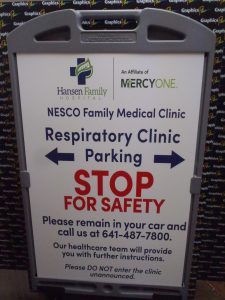 Hansen Family
HOSPITAL
An Affiliate of
MERCYONE.
NESCO Family Medical Clinic
Respiratory Clinic
Parking
STOP
FOR SAFETY
Please remain in your car and
call us at 641-487-7800.
Our healthcare team will provide
you with further instructions.
Please DO NOT enter the clinic
unannounced.